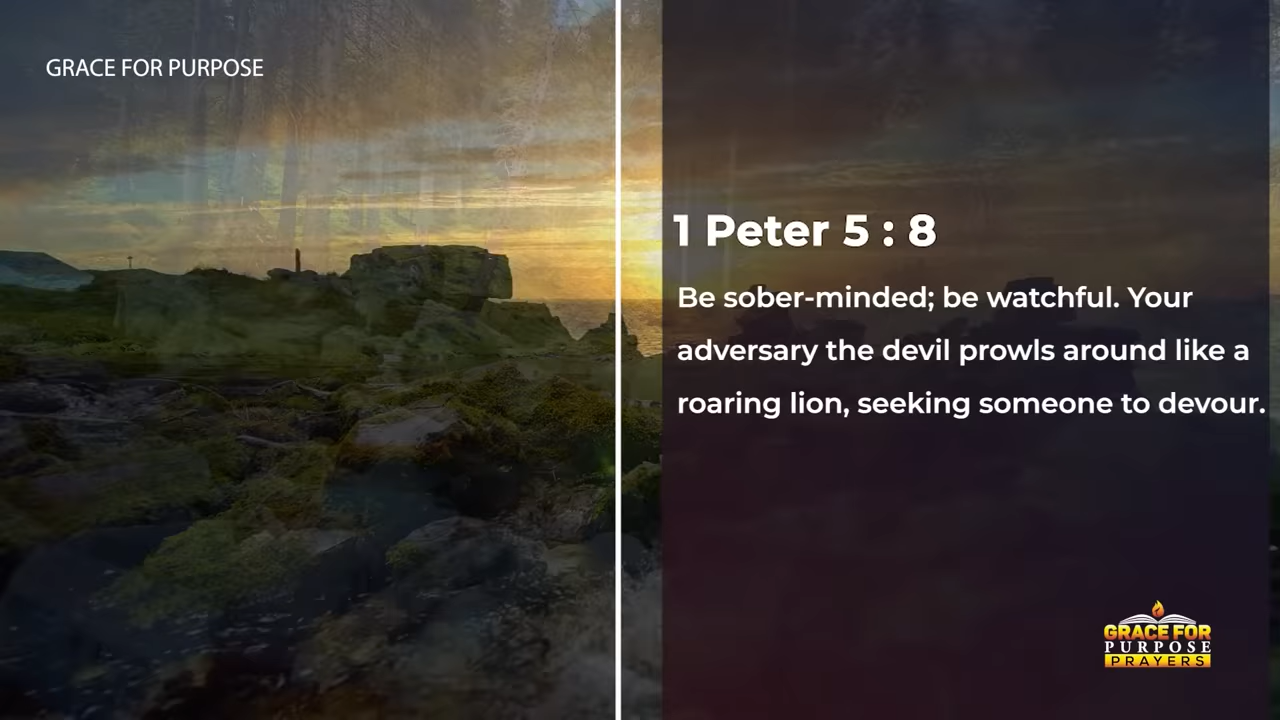 GRACE FOR PURPOSE
1 Peter 5 : 8
Be sober-minded; be watchful. Your
adversary the devil prowls around like a
roaring lion, seeking someone to devour.
GRACE FOR
PURPOSE
PRAYERS